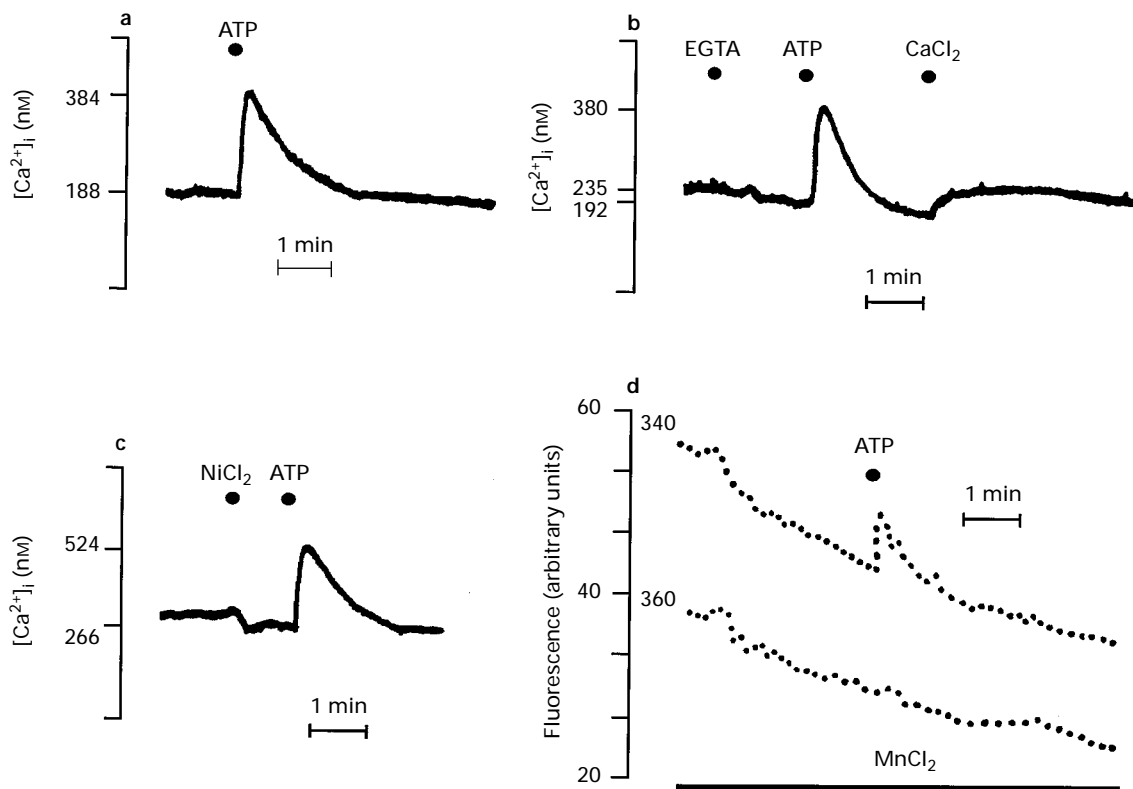 a
ATP
384
188
[Ca²⁺]ᵢ (nM)
1 min
b
EGTA ATP CaCl₂
380
235
192
[Ca²⁺]ᵢ (nM)
1 min
c
NiCl₂ ATP
524
266
[Ca²⁺]ᵢ (nM)
1 min
d
60
340
ATP
1 min
40
360
20
Fluorescence (arbitrary units)
MnCl₂